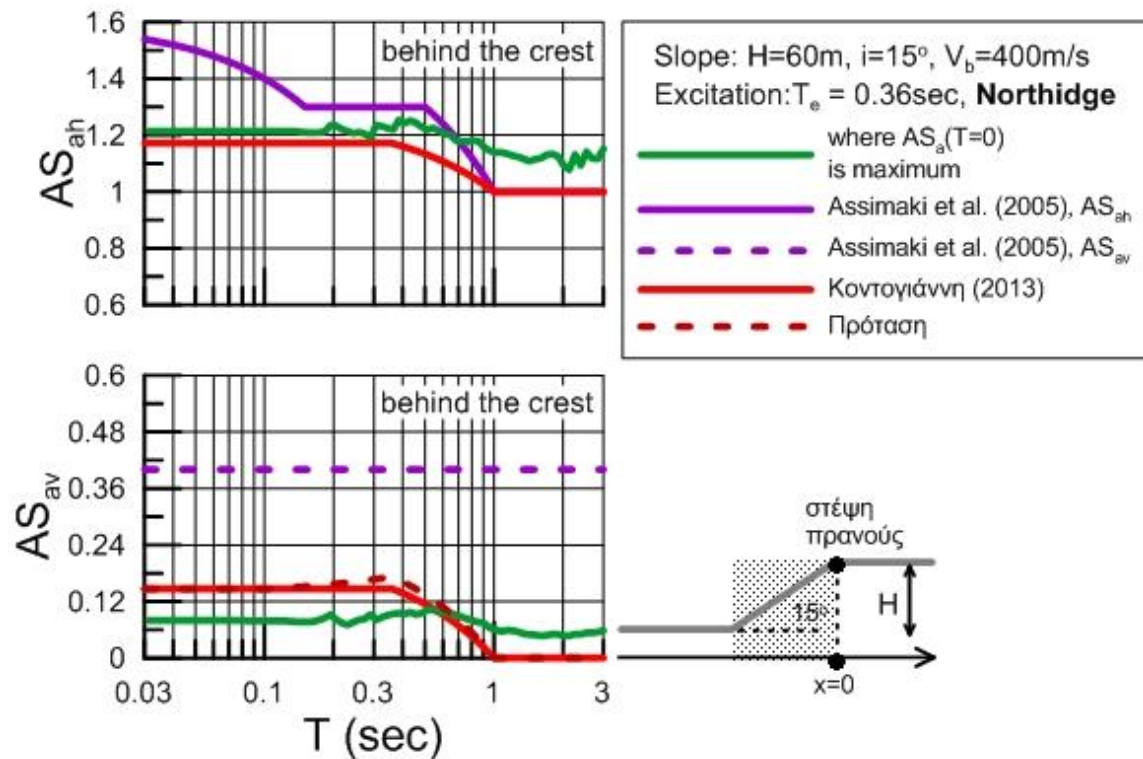 1.6
1.4
1.2
1
0.8
0.6
AS_ah
behind the crest
Slope: H=60m, i=15°, V_b=400m/s
Excitation:T_e = 0.36sec, Northidge
where AS_a(T=0)
is maximum
Assimaki et al. (2005), AS_ah
Assimaki et al. (2005), AS_av
Κοντογιάννη (2013)
Πρόταση
0.6
0.48
0.36
0.24
0.12
0
AS_av
behind the crest
0.03 0.1 0.3 1 3
T (sec)
στέψη
πρανούς
15°
H
x=0